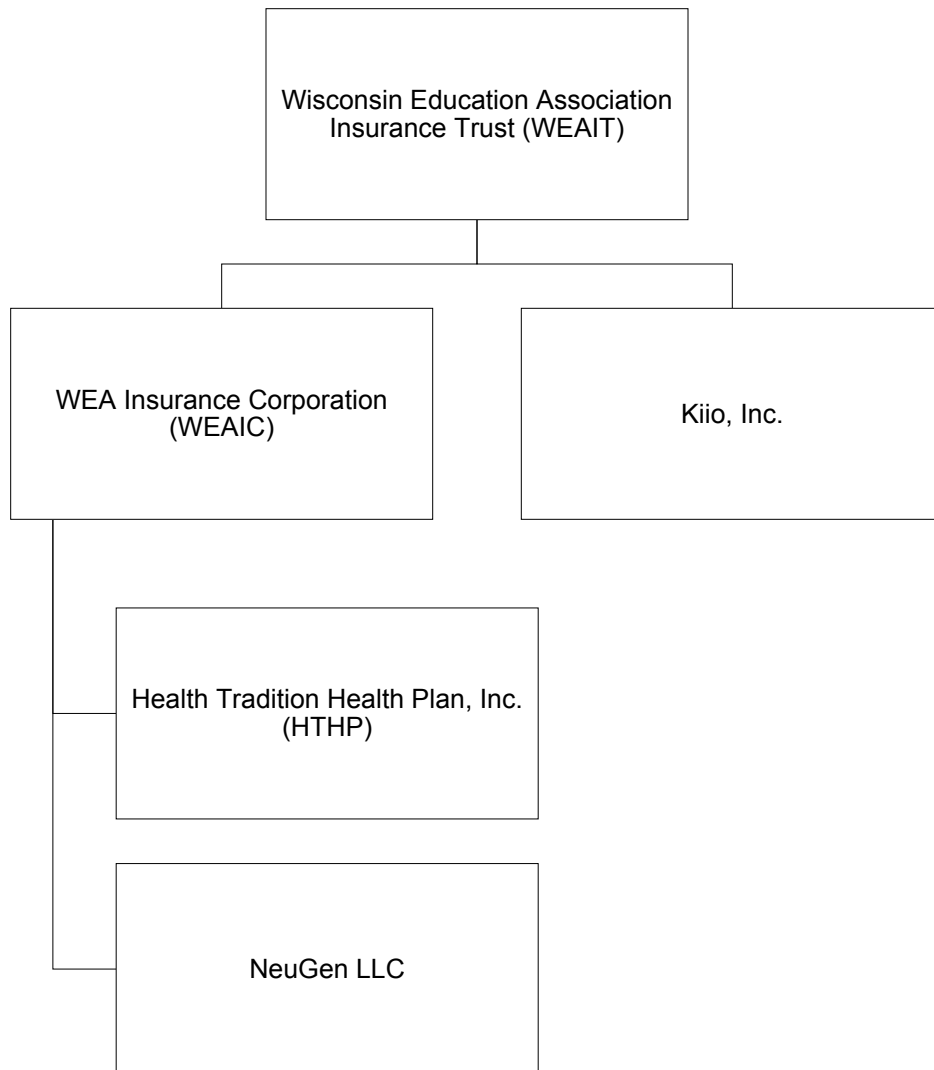 Wisconsin Education Association
Insurance Trust (WEAIT)
WEA Insurance Corporation
(WEAIC)
Kiio, Inc.
Health Tradition Health Plan, Inc.
(HTHP)
NeuGen LLC